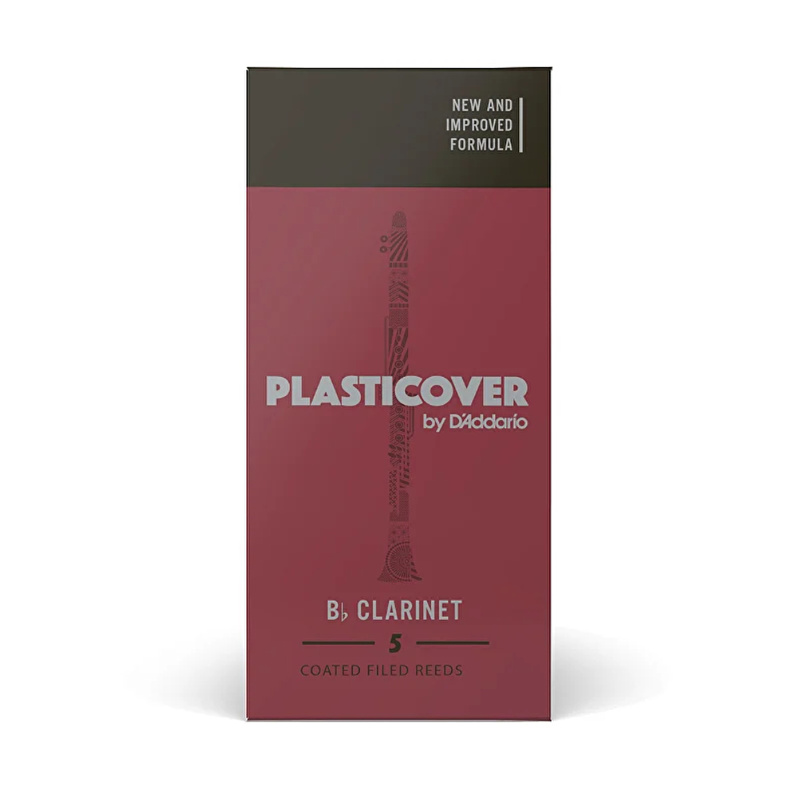 NEW AND
IMPROVED
FORMULA
PLASTICOVER
by D'Addario
B♭ CLARINET
5
COATED FILED REEDS